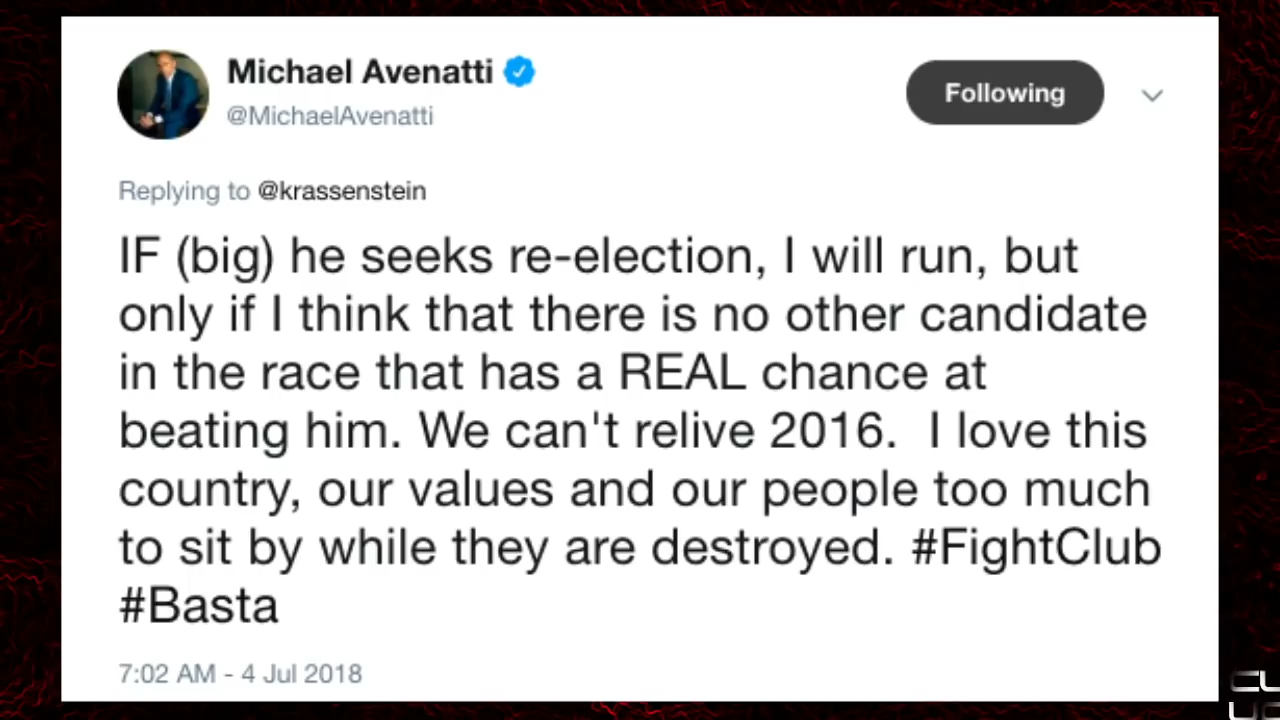 Michael Avenatti
@MichaelAvenatti
Following
Replying to @krassenstein
IF (big) he seeks re-election, I will run, but
only if I think that there is no other candidate
in the race that has a REAL chance at
beating him. We can't relive 2016.  I love this
country, our values and our people too much
to sit by while they are destroyed. #FightClub
#Basta
7:02 AM - 4 Jul 2018